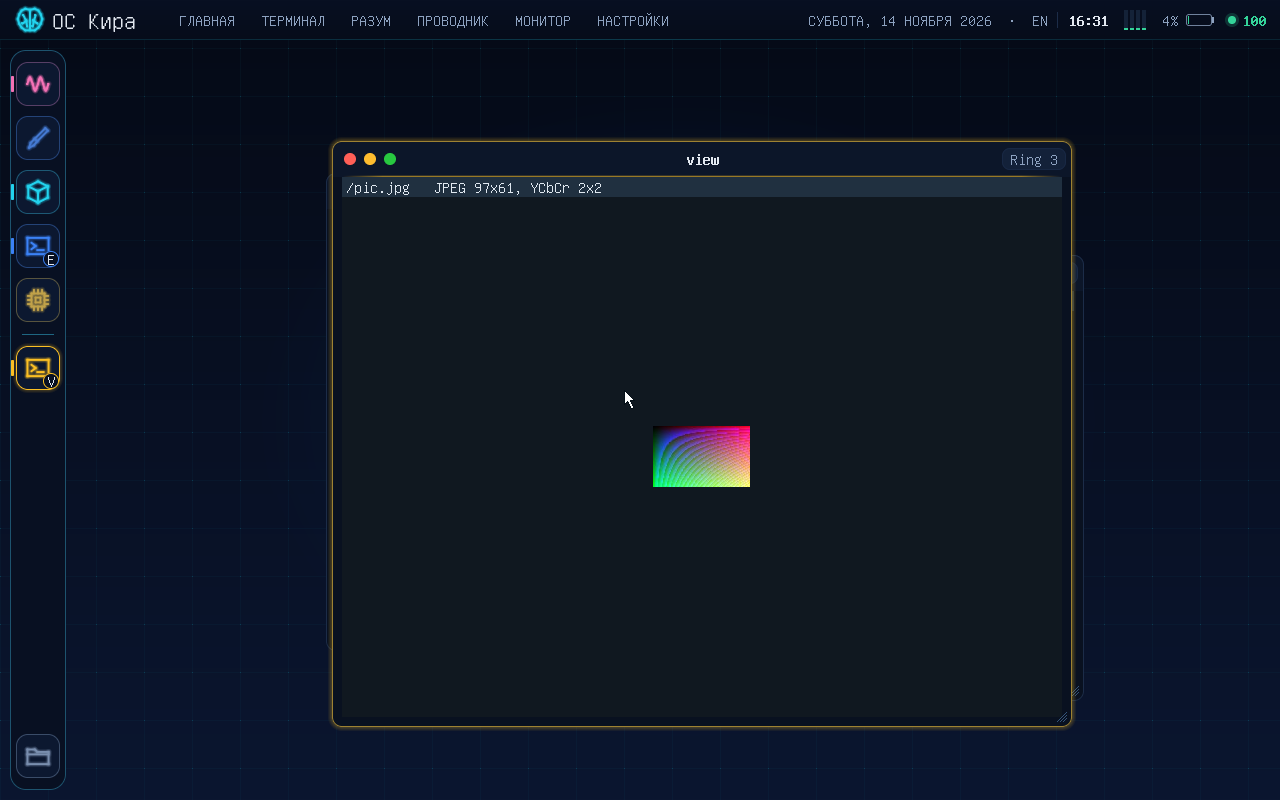 ОС Кира ГЛАВНАЯ ТЕРМИНАЛ РАЗУМ ПРОВОДНИК МОНИТОР НАСТРОЙКИ СУББОТА, 14 НОЯБРЯ 2026 · EN 16:31 4% 100
view Ring 3
/pic.jpg JPEG 97x61, YCbCr 2x2
E
V